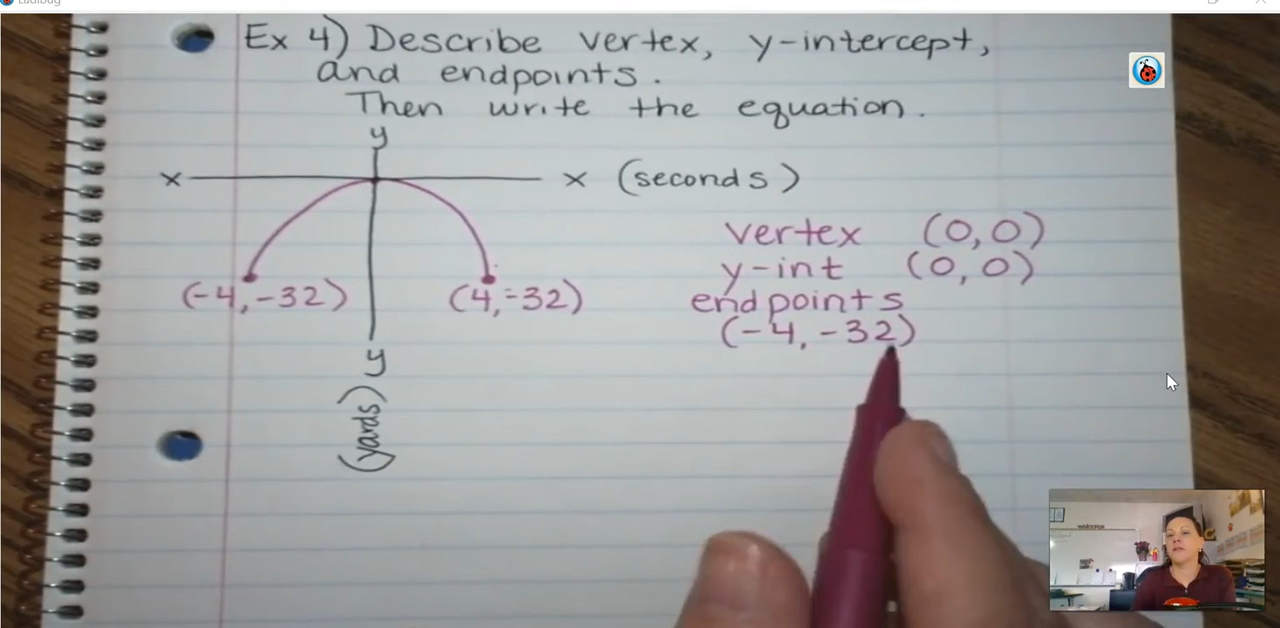 Ladibug
Ex 4) Describe vertex, y-intercept,
and endpoints.
Then write the equation.
y
x x (seconds)
vertex (0,0)
y-int (0,0)
(-4,-32) (4,-32)
endpoints
(-4,-32)
y
(yards)